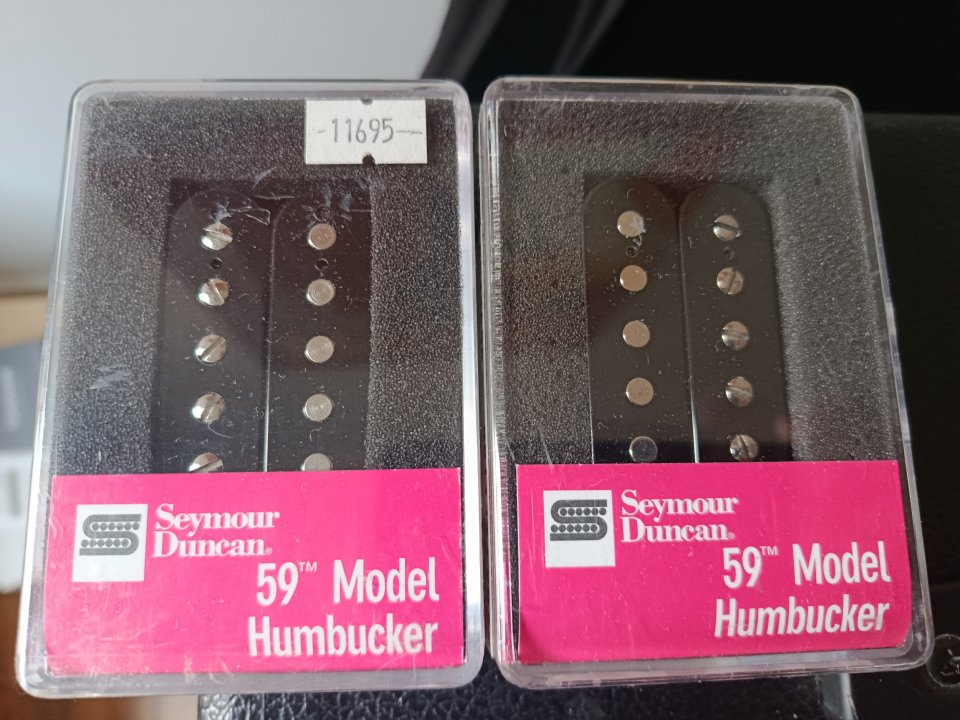 -11695-
Seymour
Duncan®
59™ Model
Humbucker
Seymour
Duncan®
59™ Model
Humbucker